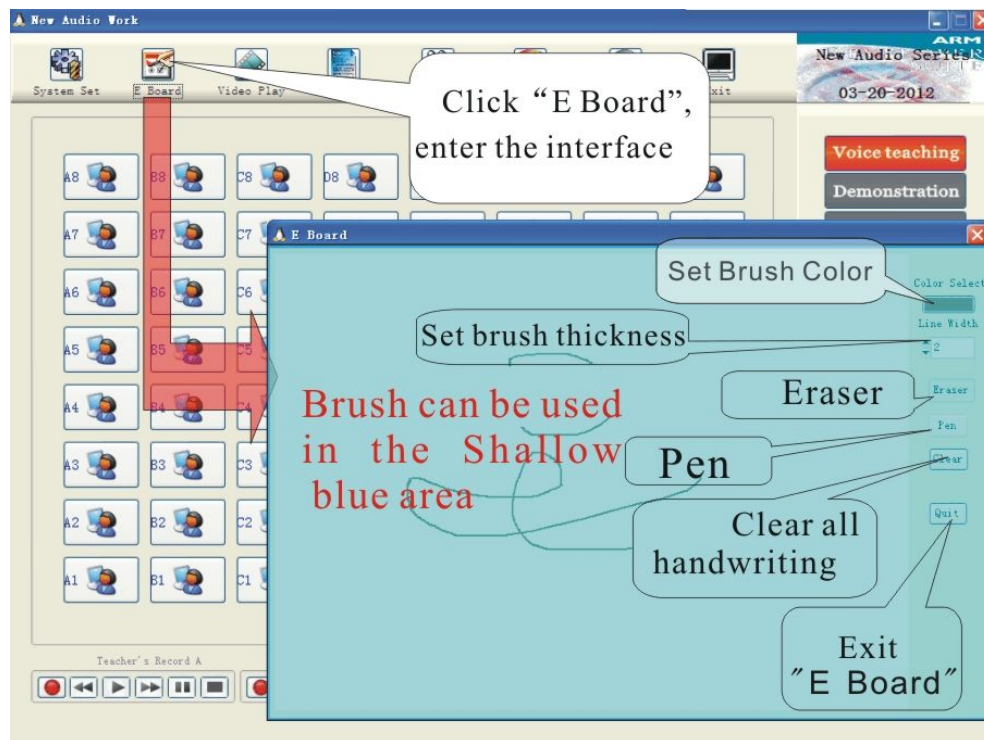 New Audio Work
ARM
New Audio Series
03-20-2012
System Set
E Board
Video Play
Exit
Click “E Board”,
enter the interface
Voice teaching
Demonstration
A8
B8
C8
D8
A7
B7
C7
E Board
Set Brush Color
Color Select
A6
B6
C6
Line Width
Set brush thickness
2
A5
B5
C5
Eraser
Eraser
Brush can be used
in the Shallow
blue area
A4
B4
C4
Pen
Pen
A3
B3
C3
Clear
A2
B2
C2
Clear all
handwriting
Quit
A1
B1
C1
Exit
"E Board"
Teacher's Record A